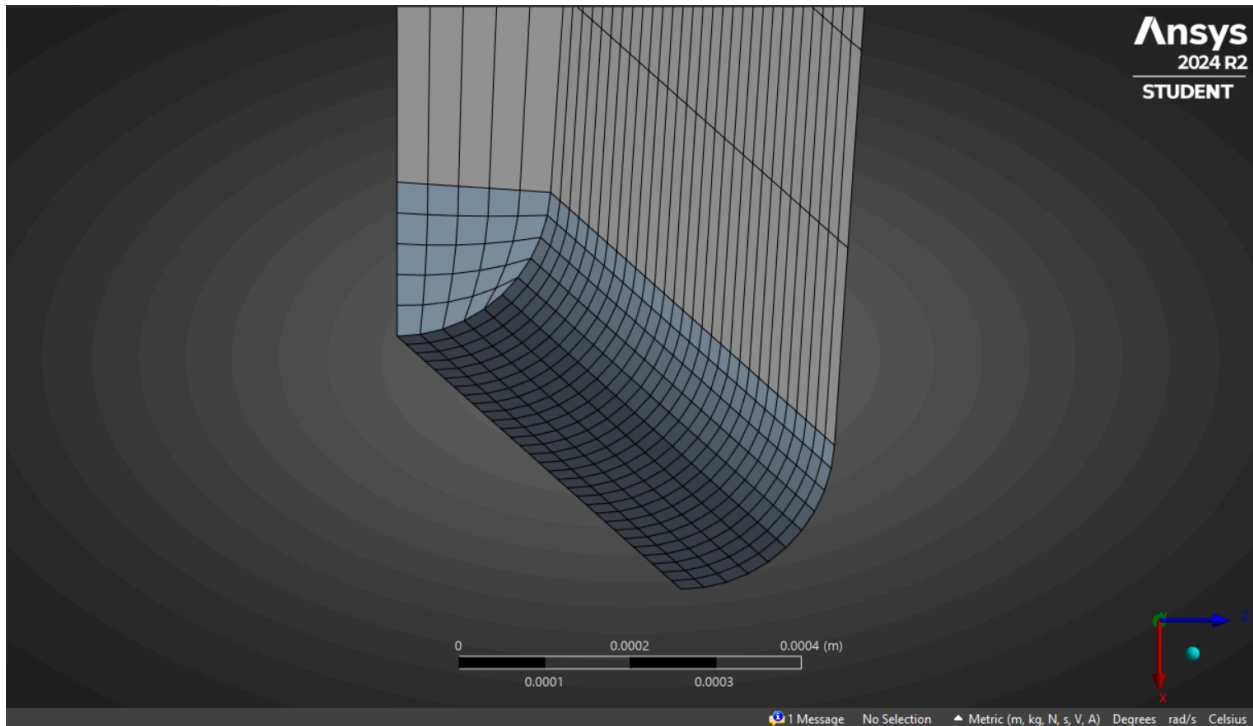 Ansys
2024 R2
STUDENT
0 0.0002 0.0004 (m)
0.0001 0.0003
Z
X
1 Message No Selection Metric (m, kg, N, s, V, A) Degrees rad/s Celsius